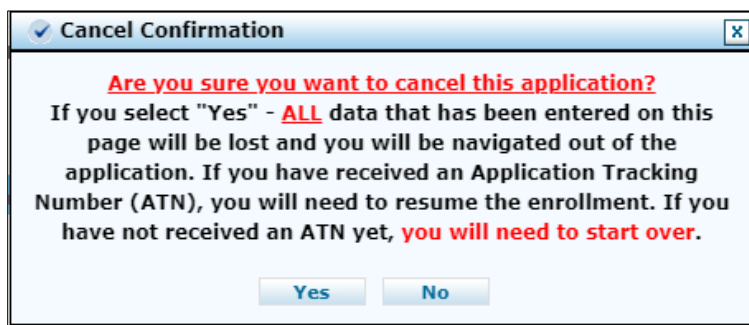 Cancel Confirmation
x
Are you sure you want to cancel this application?
If you select "Yes" - ALL data that has been entered on this
page will be lost and you will be navigated out of the
application. If you have received an Application Tracking
Number (ATN), you will need to resume the enrollment. If you
have not received an ATN yet, you will need to start over.
Yes No